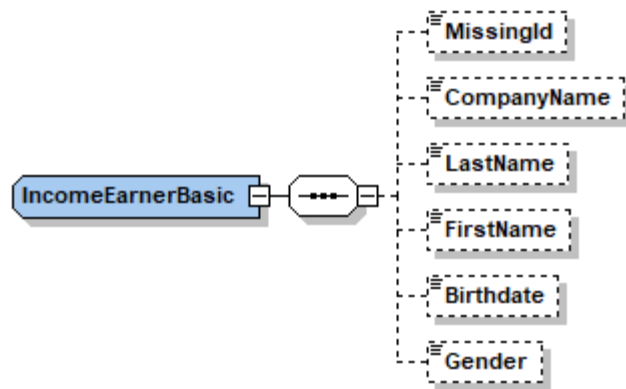 MissingId
CompanyName
LastName
IncomeEarnerBasic
FirstName
Birthdate
Gender